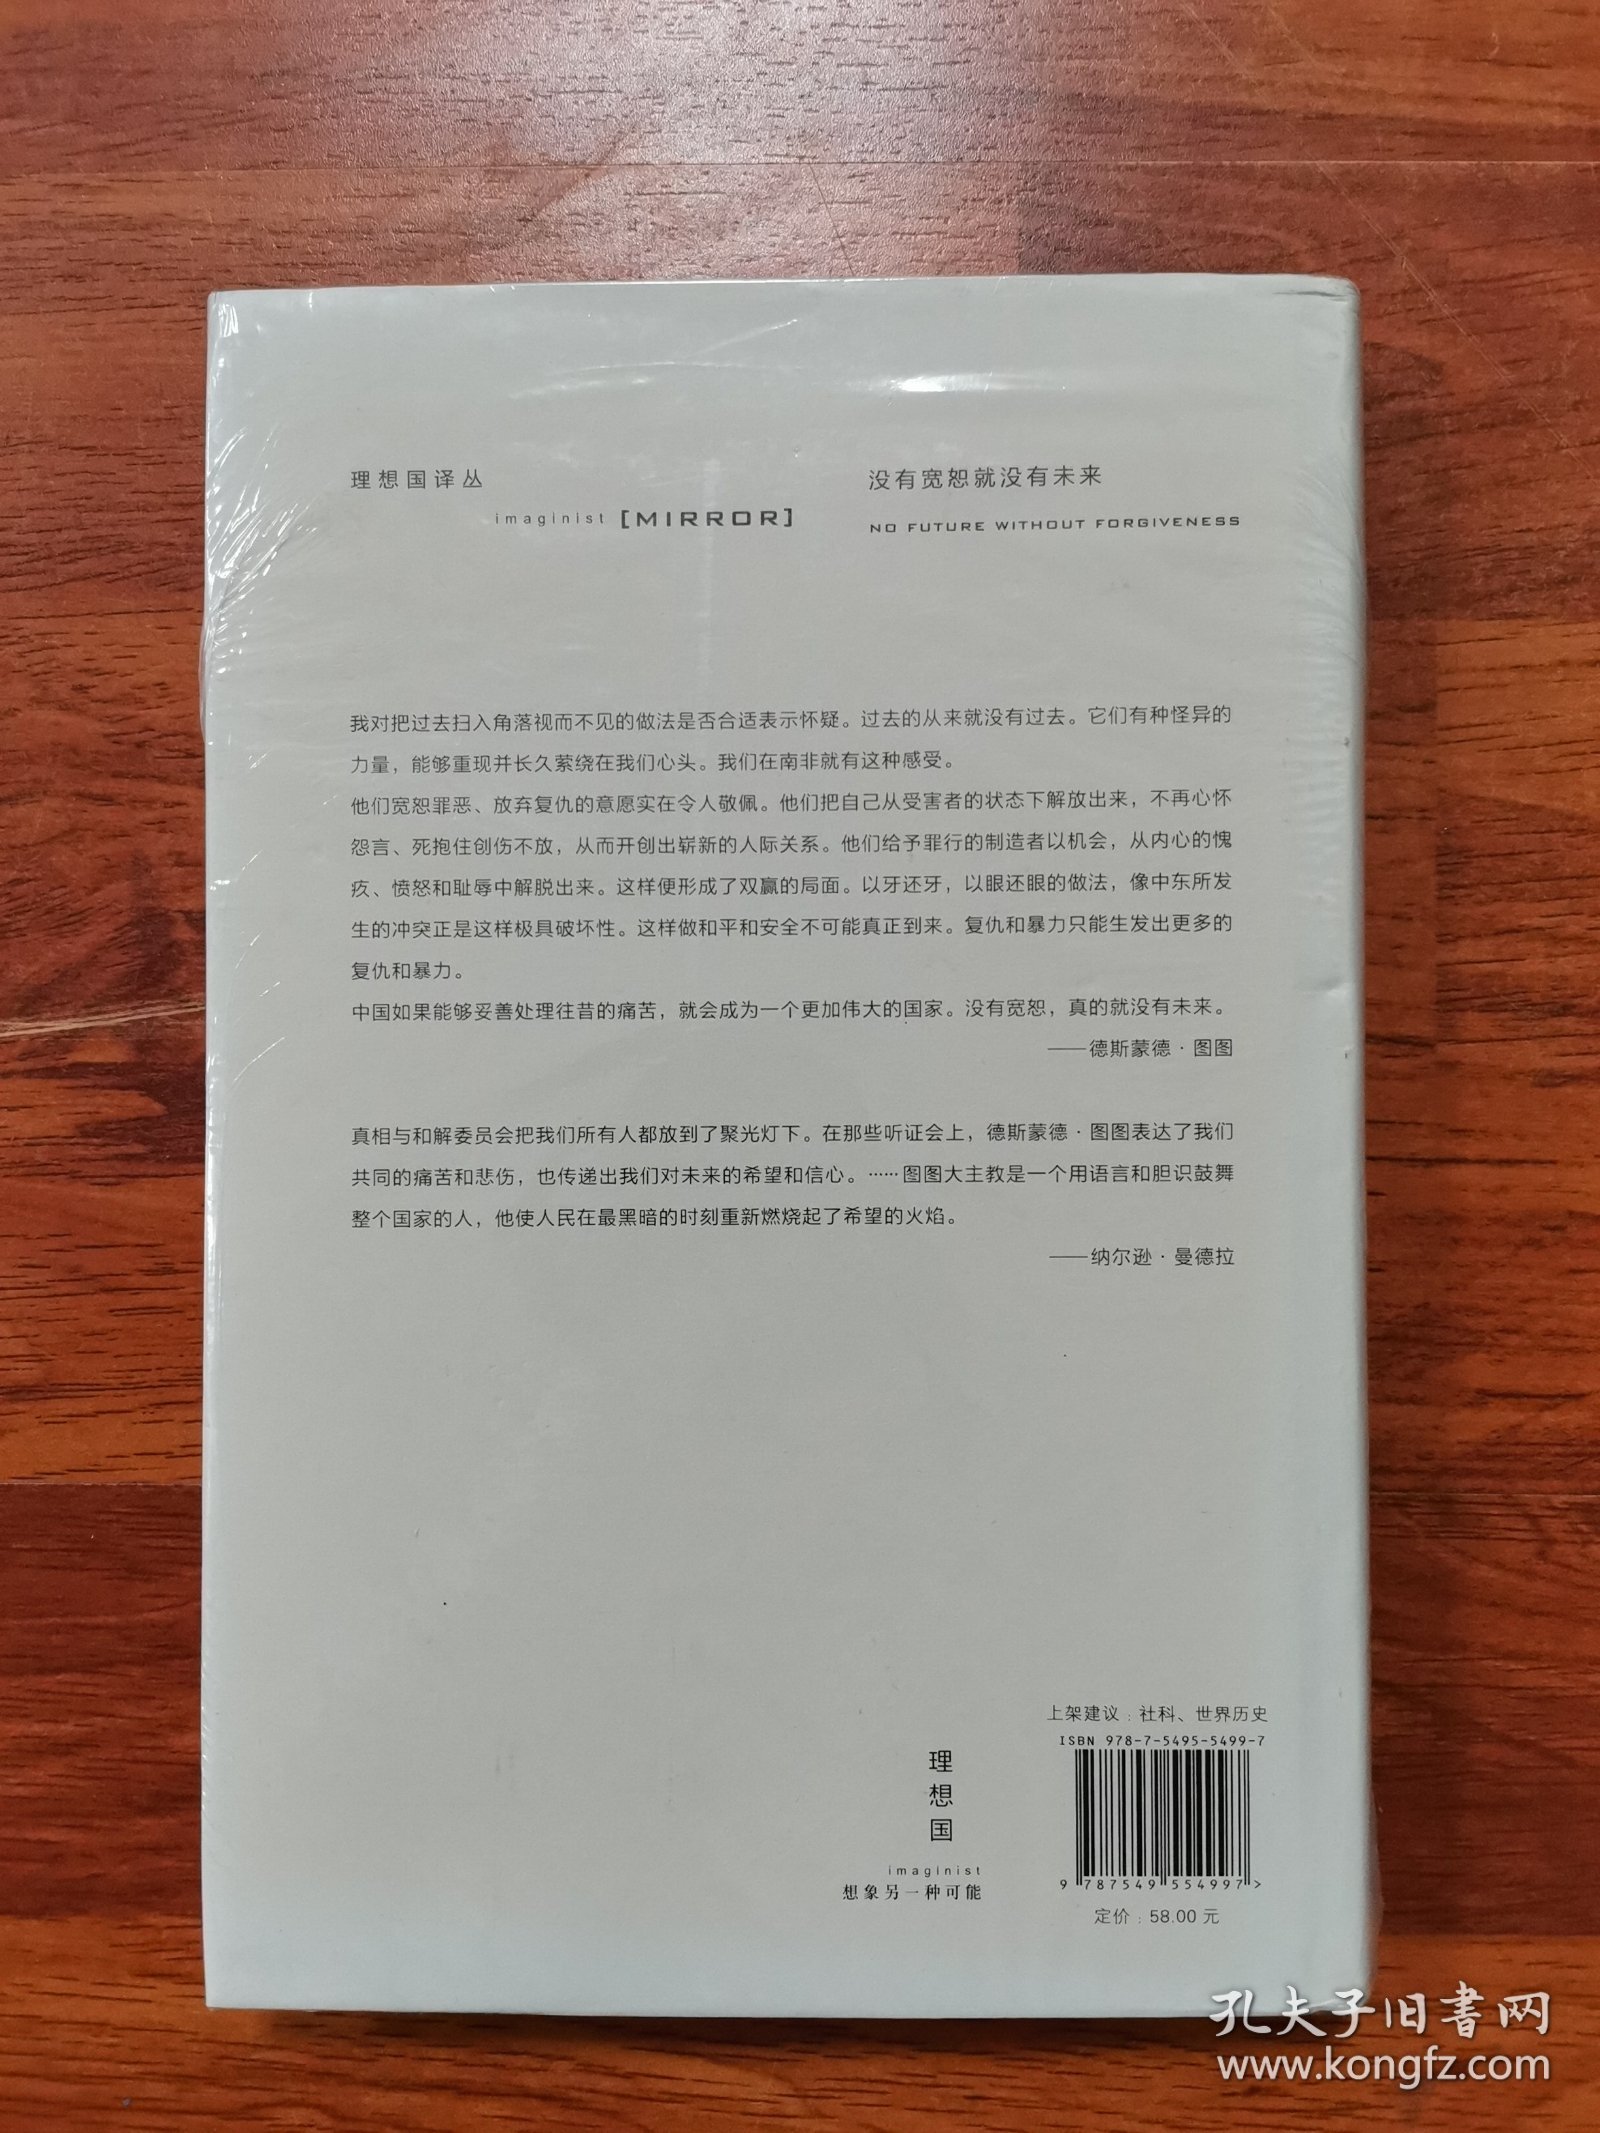 理想国译丛
imaginist [MIRROR]
没有宽恕就没有未来
NO FUTURE WITHOUT FORGIVENESS
我对把过去扫入角落视而不见的做法是否合适表示怀疑。过去的从来就没有过去。它们有种怪异的
力量，能够重现并长久萦绕在我们心头。我们在南非就有这种感受。
他们宽恕罪恶、放弃复仇的意愿实在令人敬佩。他们把自己从受害者的状态下解放出来，不再心怀
怨言、死抱住创伤不放，从而开创出崭新的人际关系。他们给予罪行的制造者以机会，从内心的愧
疚、愤怒和耻辱中解脱出来。这样便形成了双赢的局面。以牙还牙，以眼还眼的做法，像中东所发
生的冲突正是这样极具破坏性。这样做和平和安全不可能真正到来。复仇和暴力只能生发出更多的
复仇和暴力。
中国如果能够妥善处理往昔的痛苦，就会成为一个更加伟大的国家。没有宽恕，真的就没有未来。
——德斯蒙德·图图
真相与和解委员会把我们所有人都放到了聚光灯下。在那些听证会上，德斯蒙德·图图表达了我们
共同的痛苦和悲伤，也传递出我们对未来的希望和信心。……图图大主教是一个用语言和胆识鼓舞
整个国家的人，他使人民在最黑暗的时刻重新燃烧起了希望的火焰。
——纳尔逊·曼德拉
上架建议：社科、世界历史
ISBN 978-7-5495-5499-7
9 787549 554997 >
定价：58.00 元
理想国
imaginist
想象另一种可能
孔夫子旧书网
www.kongfz.com